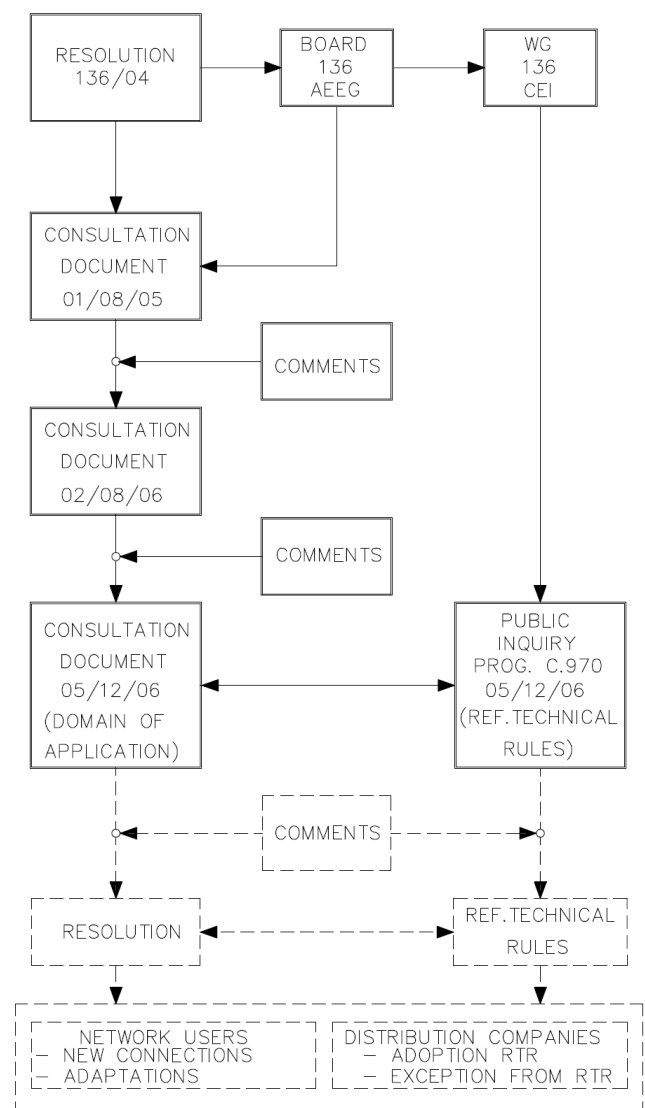 RESOLUTION
136/04
BOARD
136
AEEG
WG
136
CEI
CONSULTATION
DOCUMENT
01/08/05
COMMENTS
CONSULTATION
DOCUMENT
02/08/06
COMMENTS
CONSULTATION
DOCUMENT
05/12/06
(DOMAIN OF
APPLICATION)
PUBLIC
INQUIRY
PROG. C.970
05/12/06
(REF.TECHNICAL
RULES)
COMMENTS
RESOLUTION
REF.TECHNICAL
RULES
NETWORK USERS
- NEW CONNECTIONS
- ADAPTATIONS
DISTRIBUTION COMPANIES
- ADOPTION RTR
- EXCEPTION FROM RTR